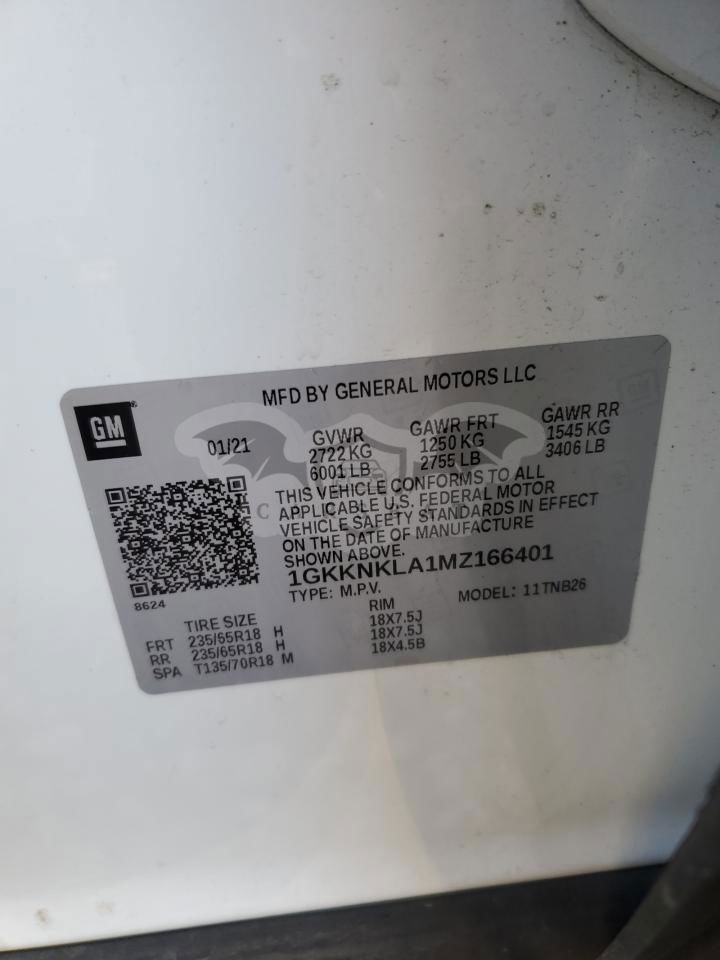 MFD BY GENERAL MOTORS LLC
GM
01/21
GVWR GAWR FRT GAWR RR
2722 KG 1250 KG 1545 KG
6001 LB 2755 LB 3406 LB
THIS VEHICLE CONFORMS TO ALL
APPLICABLE U.S. FEDERAL MOTOR
VEHICLE SAFETY STANDARDS IN EFFECT
ON THE DATE OF MANUFACTURE
SHOWN ABOVE.
1GKKNKLA1MZ166401
TYPE: M.P.V. MODEL: 11TNB26
8624
TIRE SIZE RIM
FRT 235/65R18 H 18X7.5J
RR 235/65R18 H 18X7.5J
SPA T135/70R18 M 18X4.5B